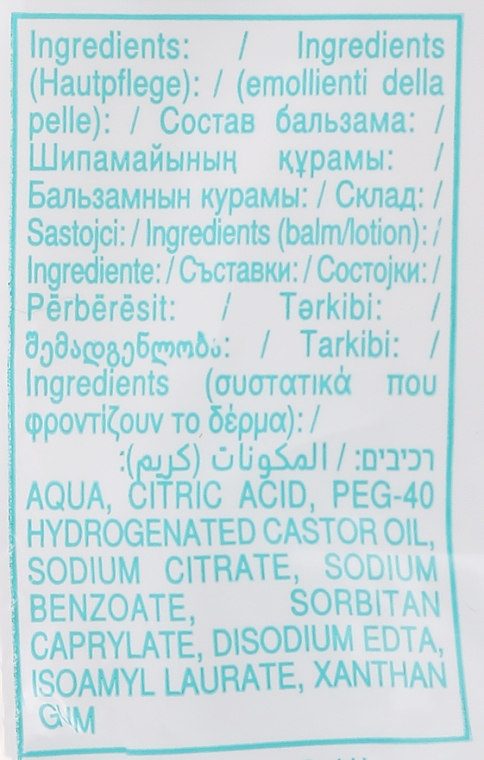 Ingredients: / Ingredients
(Hautpflege): / (emollienti della
pelle): / Состав бальзама: /
Шипамайының құрамы: /
Бальзамнын курамы: / Склад: /
Sastojci: / Ingredients (balm/lotion): /
Ingrediente: / Съставки: / Состојки: /
Përbërësit: / Tərkibi: /
შემადგენლობა: / Tarkibi: /
Ingredients (συστατικά που
φροντίζουν το δέρμα): /
רכיבים: / المكونات (كريم):
AQUA, CITRIC ACID, PEG-40
HYDROGENATED CASTOR OIL,
SODIUM CITRATE, SODIUM
BENZOATE, SORBITAN
CAPRYLATE, DISODIUM EDTA,
ISOAMYL LAURATE, XANTHAN
GUM